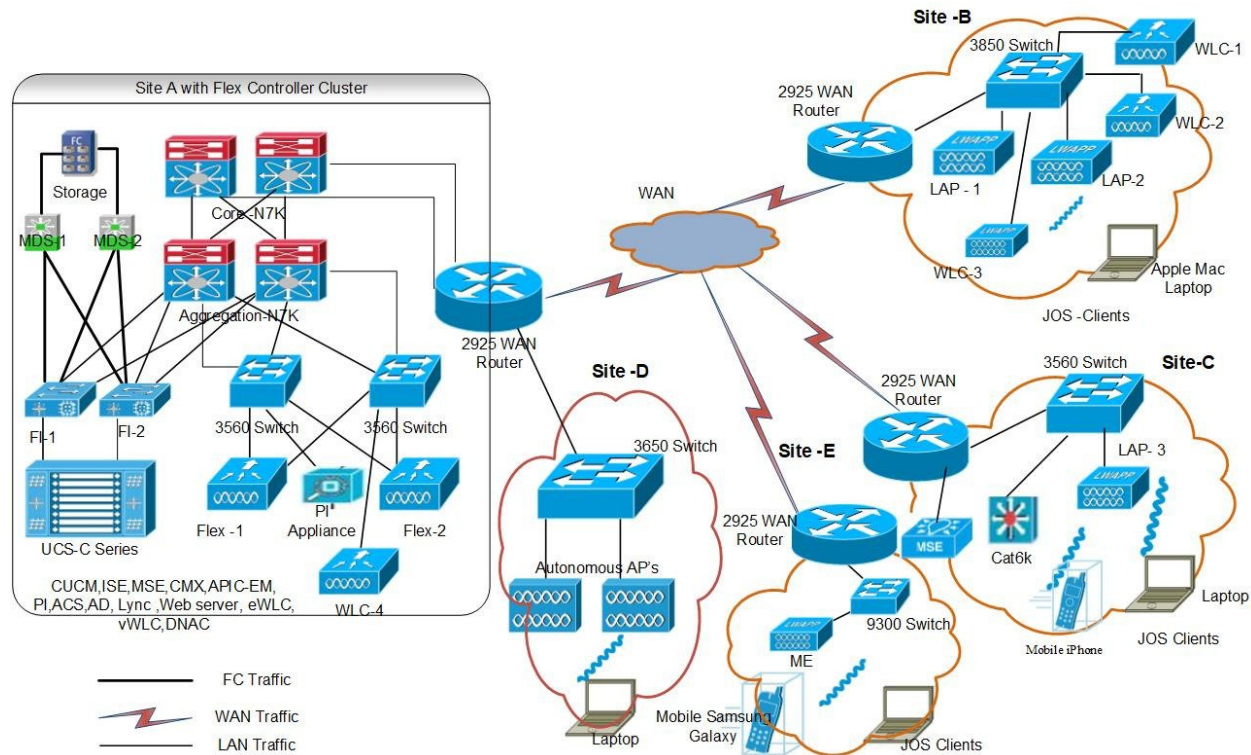 Site A with Flex Controller Cluster
FC
Storage
MDS-1
MDS-2
Core -N7K
Aggregation-N7K
FI-1
FI-2
3560 Switch
3560 Switch
UCS-C Series
Flex -1
PI
Appliance
Flex-2
WLC-4
CUCM,ISE,MSE,CMX,APIC-EM,
PI,ACS,AD, Lync ,Web server, eWLC,
vWLC,DNAC
FC Traffic
WAN Traffic
LAN Traffic
2925 WAN
Router
WAN
Site -B
3850 Switch
WLC-1
2925 WAN
Router
WLC-2
LWAPP
LAP - 1
LWAPP
LAP-2
LWAPP
WLC-3
Apple Mac
Laptop
JOS -Clients
Site -D
3650 Switch
Autonomous AP's
Laptop
Site -E
2925 WAN
Router
9300 Switch
LWAPP
ME
Mobile Samsung
Galaxy
JOS Clients
Site-C
3560 Switch
2925 WAN
Router
LAP- 3
LWAPP
MSE
Cat6k
Laptop
Mobile iPhone
JOS Clients